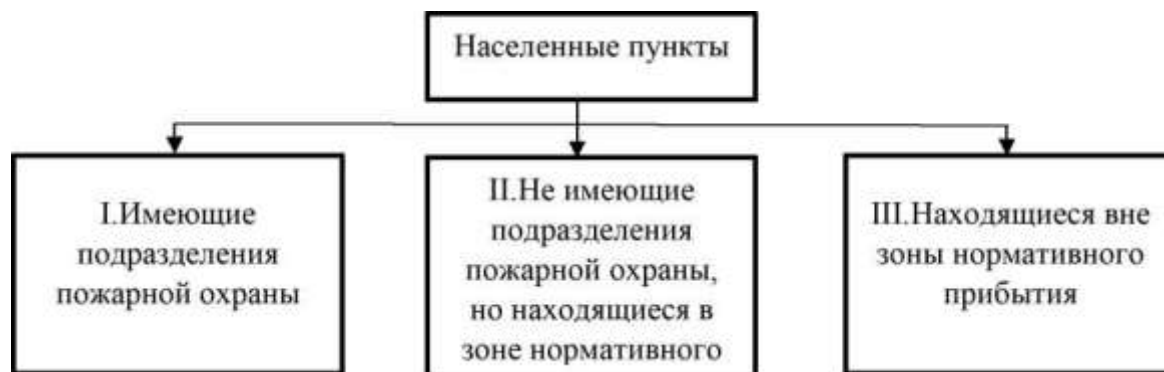 Населенные пункты
I.Имеющие
подразделения
пожарной охраны
II.Не имеющие
подразделения
пожарной охраны,
но находящиеся в
зоне нормативного
III.Находящиеся вне
зоны нормативного
прибытия